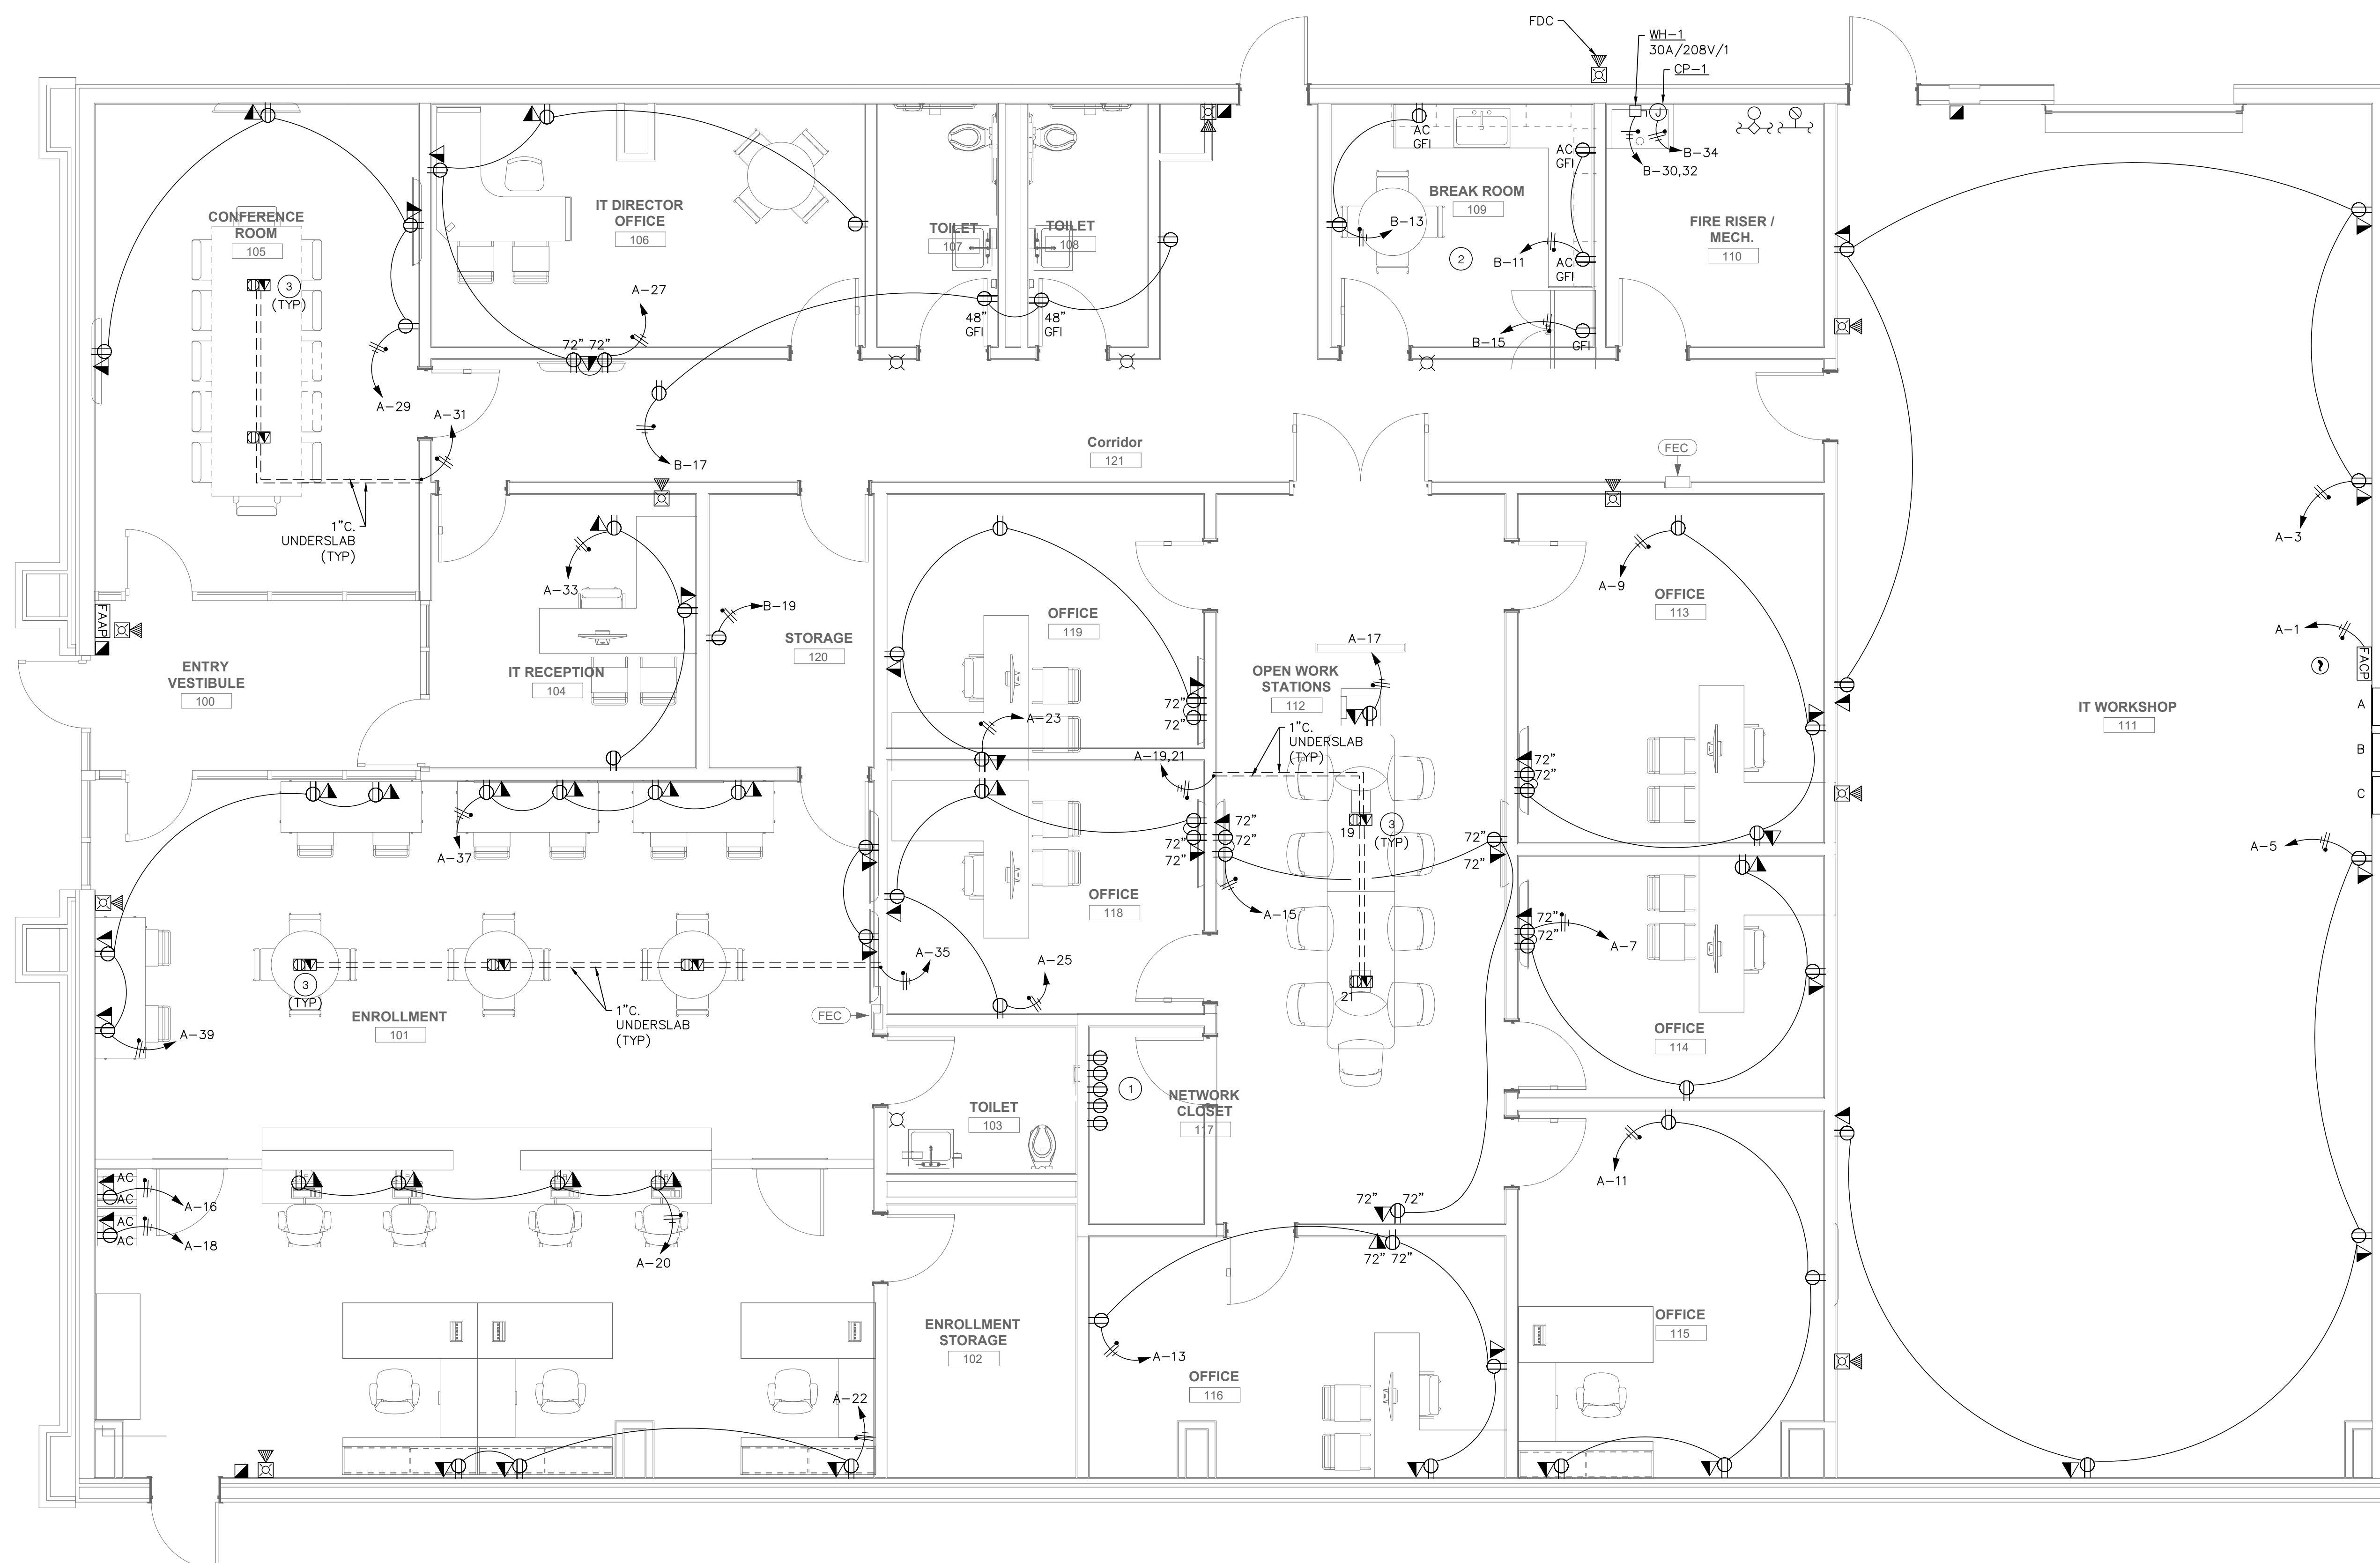 FDC
WH-1
30A/208V/1
CP-1
AC
GFI
AC
GFI
B-34
B-30,32
CONFERENCE
ROOM
105
IT DIRECTOR
OFFICE
106
TOILET
107
TOILET
108
BREAK ROOM
109
B-13
2
B-11
AC
GFI
FIRE RISER /
MECH.
110
3
(TYP)
A-27
48"
GFI
48"
GFI
72" 72"
B-15
GFI
A-29
A-31
B-17
Corridor
121
FEC
1"C.
UNDERSLAB
(TYP)
A-3
A-33
B-19
A-9
OFFICE
113
OFFICE
119
FAAP
STORAGE
120
A-17
A-1
FACP
ENTRY
VESTIBULE
100
IT RECEPTION
104
OPEN WORK
STATIONS
112
72"
72"
A-23
1"C.
UNDERSLAB
(TYP)
A-19,21
IT WORKSHOP
111
A
B
C
72"
72"
19
3
(TYP)
72"
72"
72"
72"
72"
72"
72"
A-37
A-5
OFFICE
118
A-15
72"
72"
A-7
A-35
A-25
3
(TYP)
21
ENROLLMENT
101
1"C.
UNDERSLAB
(TYP)
FEC
A-39
OFFICE
114
1
NETWORK
CLOSET
117
TOILET
103
AC
AC
A-16
AC
AC
A-18
A-20
A-11
72" 72"
72" 72"
ENROLLMENT
STORAGE
102
A-13
OFFICE
116
OFFICE
115
A-22